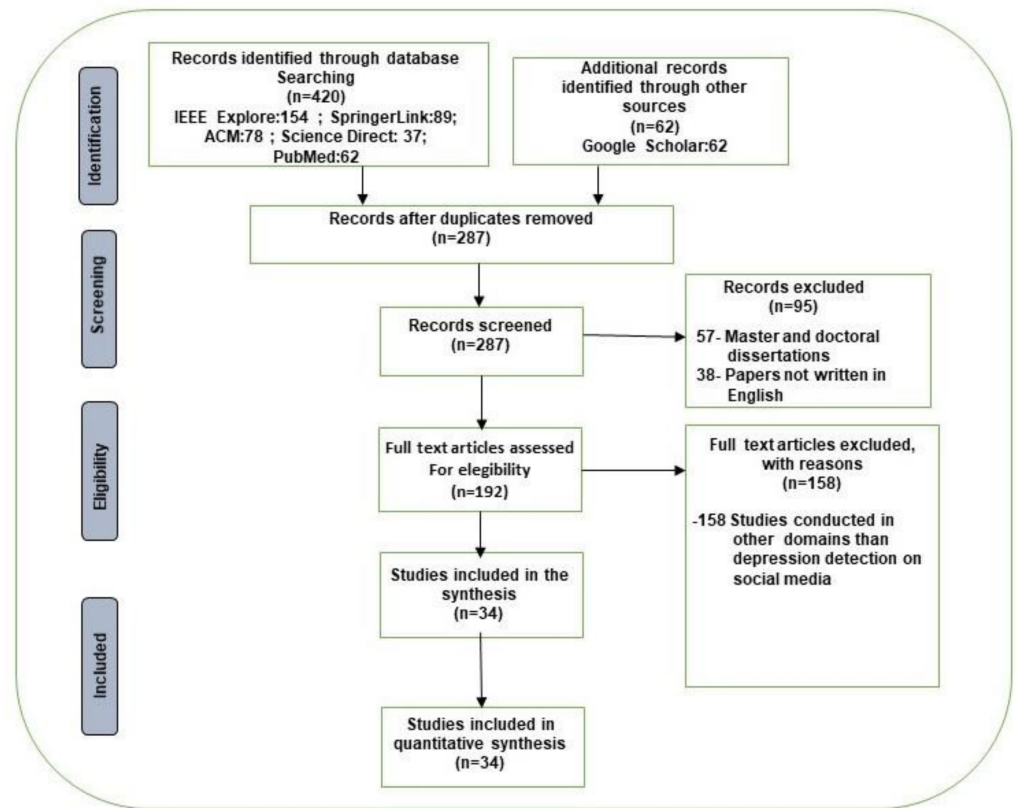 Identification
Records identified through database
Searching
(n=420)
IEEE Explore:154 ; SpringerLink:89;
ACM:78 ; Science Direct: 37;
PubMed:62
Additional records
identified through other
sources
(n=62)
Google Scholar:62
Records after duplicates removed
(n=287)
Screening
Records screened
(n=287)
Records excluded
(n=95)
57- Master and doctoral
dissertations
38- Papers not written in
English
Eligibility
Full text articles assessed
For elegibility
(n=192)
Full text articles excluded,
with reasons
(n=158)
-158 Studies conducted in
other domains than
depression detection on
social media
Studies included in the
synthesis
(n=34)
Included
Studies included in
quantitative synthesis
(n=34)